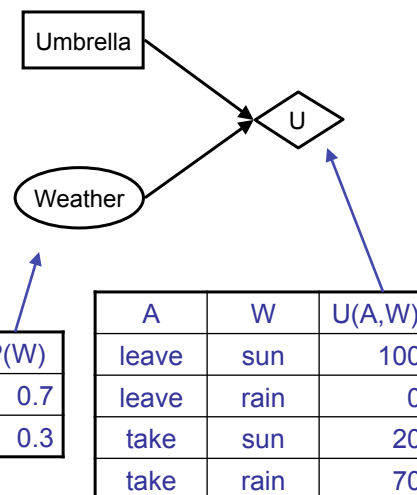 Umbrella
U
Weather
A W U(A,W)
leave sun 100
leave rain 0
take sun 20
take rain 70
(W)
0.7
0.3